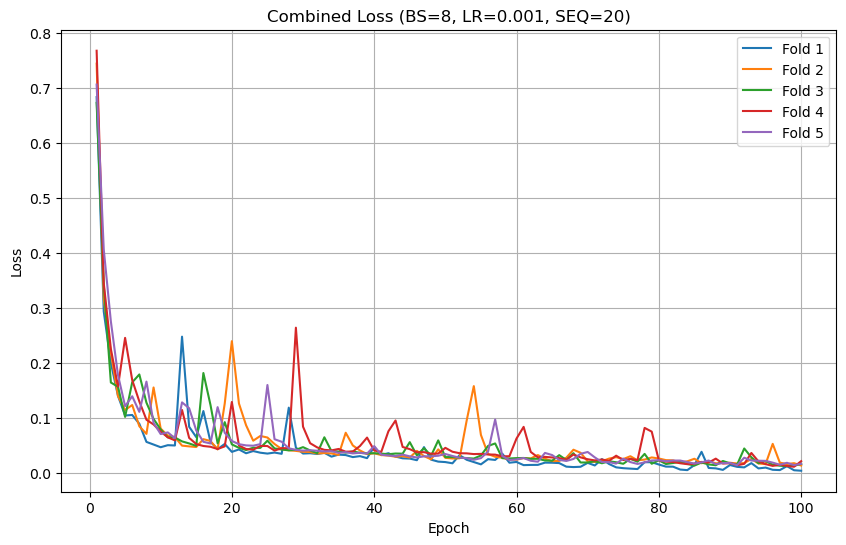 Combined Loss (BS=8, LR=0.001, SEQ=20)
Fold 1
Fold 2
Fold 3
Fold 4
Fold 5
Loss
0.8
0.7
0.6
0.5
0.4
0.3
0.2
0.1
0.0
0 20 40 60 80 100
Epoch